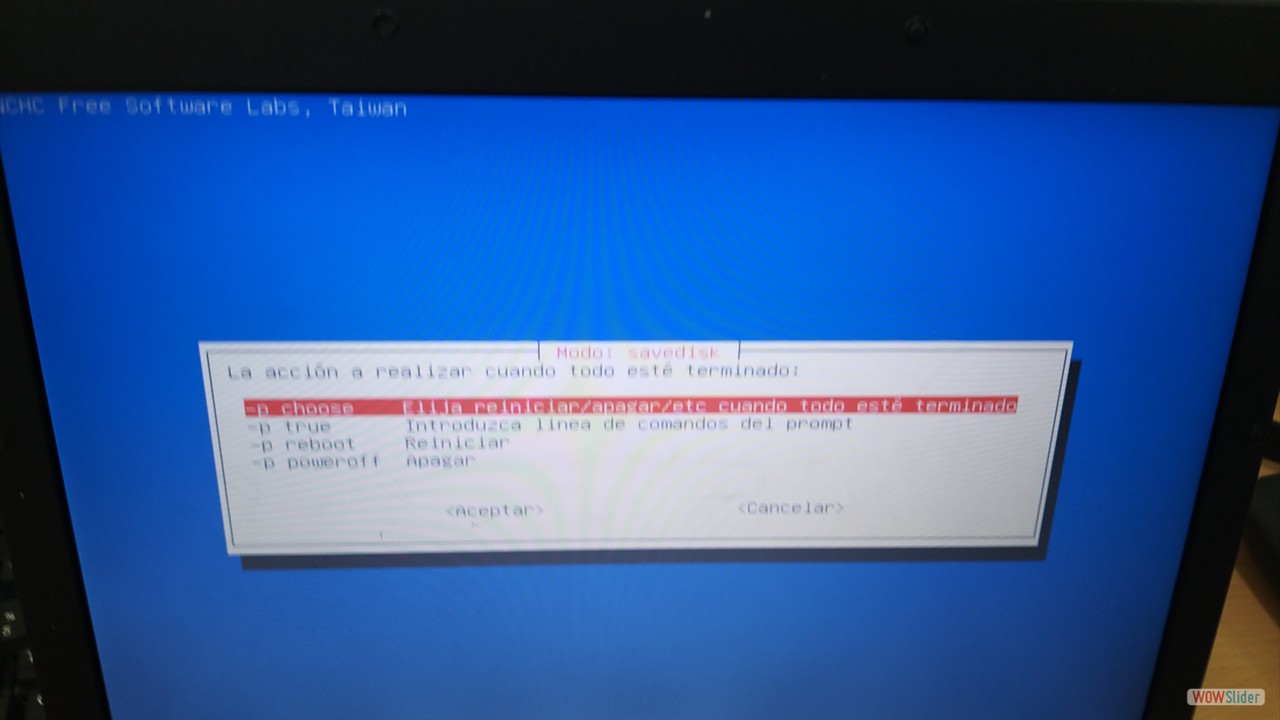 NCHC Free Software Labs, Taiwan
Modo: savedisk
La acción a realizar cuando todo esté terminado:
-p choose Elija reiniciar/apagar/etc cuando todo esté terminado
-p true Introduzca línea de comandos del prompt
-p reboot Reiniciar
-p poweroff Apagar
<Aceptar> <Cancelar>
WOWSlider